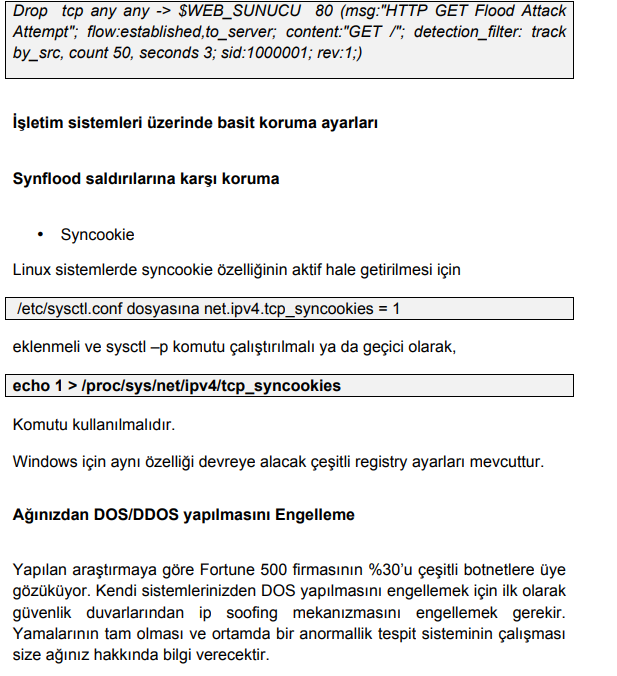 Drop tcp any any -> $WEB_SUNUCU 80 (msg:"HTTP GET Flood Attack
Attempt"; flow:established,to_server; content:"GET /"; detection_filter: track
by_src, count 50, seconds 3; sid:1000001; rev:1;)
İşletim sistemleri üzerinde basit koruma ayarları
Synflood saldırılarına karşı koruma
• Syncookie
Linux sistemlerde syncookie özelliğinin aktif hale getirilmesi için
/etc/sysctl.conf dosyasına net.ipv4.tcp_syncookies = 1
eklenmeli ve sysctl –p komutu çalıştırılmalı ya da geçici olarak,
echo 1 > /proc/sys/net/ipv4/tcp_syncookies
Komutu kullanılmalıdır.
Windows için aynı özelliği devreye alacak çeşitli registry ayarları mevcuttur.
Ağınızdan DOS/DDOS yapılmasını Engelleme
Yapılan araştırmaya göre Fortune 500 firmasının %30'u çeşitli botnetlere üye
gözüküyor. Kendi sistemlerinizden DOS yapılmasını engellemek için ilk olarak
güvenlik duvarlarından ip soofing mekanızmasını engellemek gerekir.
Yamalarının tam olması ve ortamda bir anormallik tespit sisteminin çalışması
size ağınız hakkında bilgi verecektir.